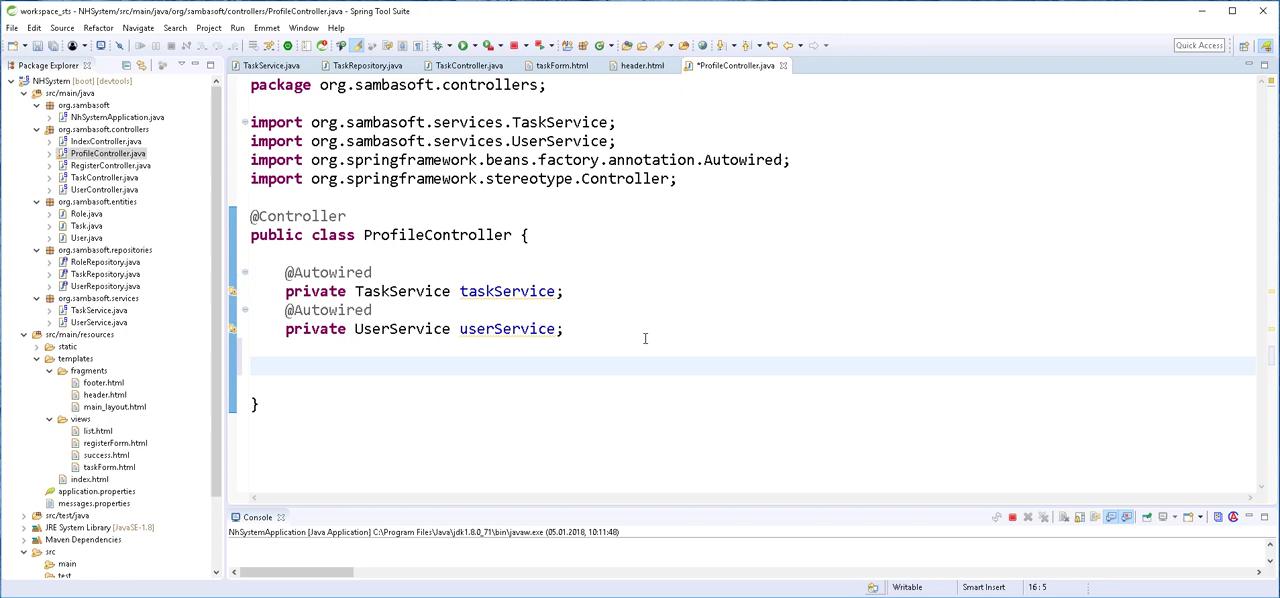 workspace_sts - NHSystem/src/main/java/org/sambasoft/controllers/ProfileController.java - Spring Tool Suite
File Edit Source Refactor Navigate Search Project Run Emmet Window Help
Quick Access
Package Explorer
TaskService.java TaskRepository.java TaskController.java taskForm.html header.html *ProfileController.java
NHSystem [boot] [devtools]
src/main/java
org.sambasoft
NhSystemApplication.java
org.sambasoft.controllers
IndexController.java
ProfileController.java
RegisterController.java
TaskController.java
UserController.java
org.sambasoft.entities
Role.java
Task.java
User.java
org.sambasoft.repositories
RoleRepository.java
TaskRepository.java
UserRepository.java
org.sambasoft.services
TaskService.java
UserService.java
src/main/resources
static
templates
fragments
footer.html
header.html
main_layout.html
views
list.html
registerForm.html
success.html
taskForm.html
index.html
application.properties
messages.properties
src/test/java
JRE System Library [JavaSE-1.8]
Maven Dependencies
src
main
test
package org.sambasoft.controllers;
import org.sambasoft.services.TaskService;
import org.sambasoft.services.UserService;
import org.springframework.beans.factory.annotation.Autowired;
import org.springframework.stereotype.Controller;
@Controller
public class ProfileController {
@Autowired
private TaskService taskService;
@Autowired
private UserService userService;
}
Console
NhSystemApplication [Java Application] C:\Program Files\Java\jdk1.8.0_71\bin\javaw.exe (05.01.2018, 10:11:48)
Writable Smart Insert 16 : 5